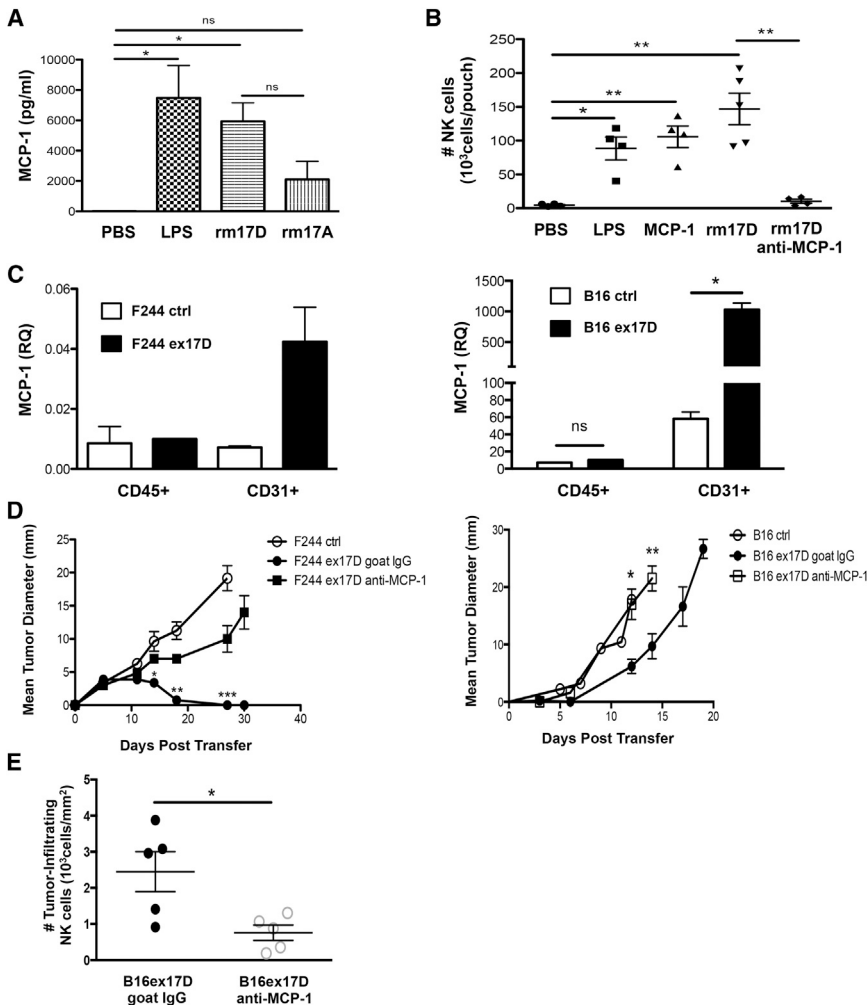 A
ns
*
*
ns
MCP-1 (pg/ml)
10000
8000
6000
4000
2000
0
PBS LPS rm17D rm17A
B
**
**
**
*
# NK cells
(10³cells/pouch)
250
200
150
100
50
0
PBS LPS MCP-1 rm17D rm17D
anti-MCP-1
C
MCP-1 (RQ)
0.09
0.06
0.03
0.00
F244 ctrl
F244 ex17D
CD45+ CD31+
MCP-1 (RQ)
1500
1000
500
100
80
60
40
20
0
B16 ctrl
B16 ex17D
*
ns
CD45+ CD31+
D
Mean Tumor Diameter (mm)
25
20
15
10
5
0
0 10 20 30 40
Days Post Transfer
F244 ctrl
F244 ex17D goat IgG
F244 ex17D anti-MCP-1
*
**
***
Mean Tumor Diameter (mm)
30
20
10
0
0 5 10 15 20
Days Post Transfer
B16 ctrl
B16 ex17D goat IgG
B16 ex17D anti-MCP-1
*
**
E
# Tumor-Infiltrating
NK cells (10³cells/mm²)
5
4
3
2
1
0
*
B16ex17D
goat IgG
B16ex17D
anti-MCP-1